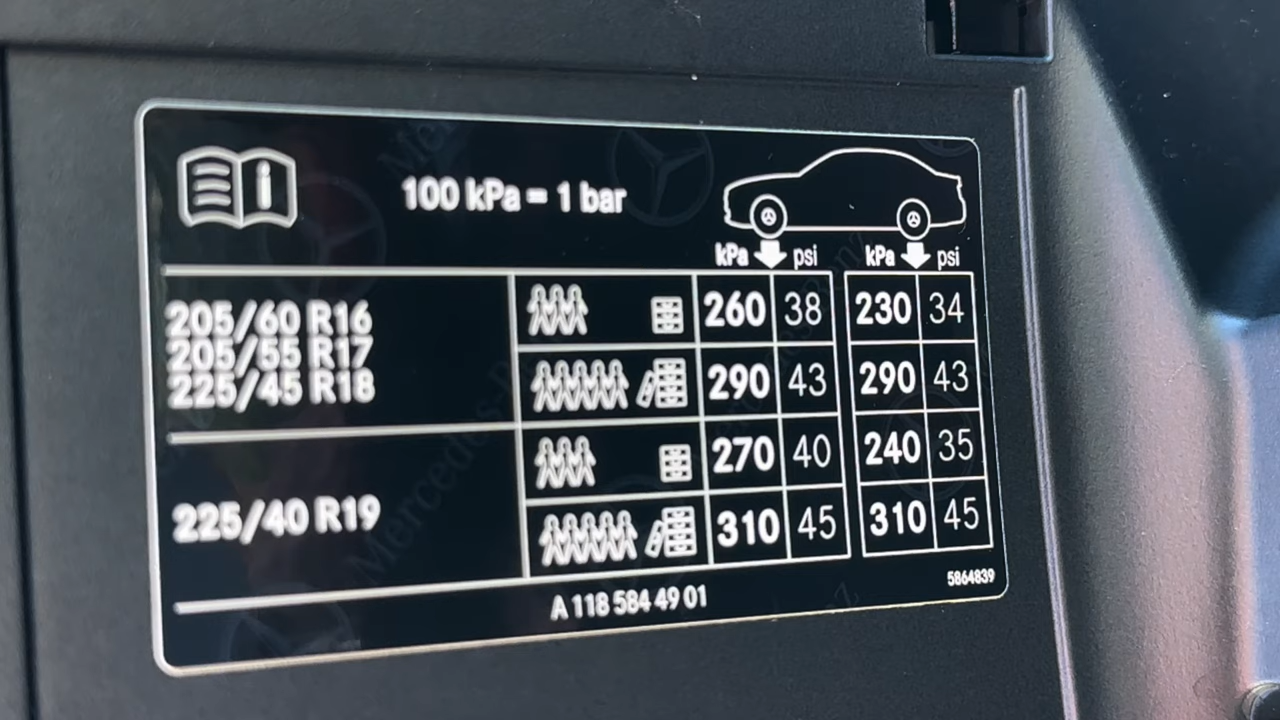 i 100 kPa = 1 bar
kPa psi kPa psi
205/60 R16
205/55 R17
225/45 R18
260 38 230 34
290 43 290 43
225/40 R19
270 40 240 35
310 45 310 45
A 118 584 49 01
5864839
Mercedes-Benz